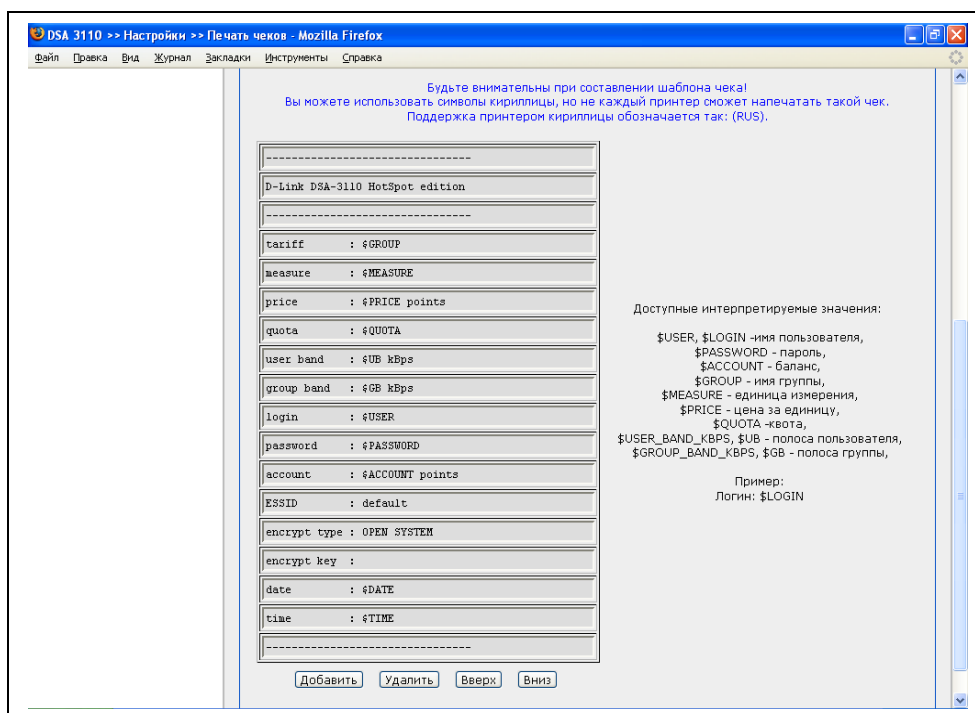 DSA 3110 >> Настройки >> Печать чеков - Mozilla Firefox
Файл Правка Вид Журнал Закладки Инструменты Справка
Будьте внимательны при составлении шаблона чека!
Вы можете использовать символы кириллицы, но не каждый принтер сможет напечатать такой чек.
Поддержка принтером кириллицы обозначается так: (RUS).
--------------------------------
D-Link DSA-3110 HotSpot edition
--------------------------------
tariff : $GROUP
measure : $MEASURE
price : $PRICE points
quota : $QUOTA
user band : $UB kBps
group band : $GB kBps
login : $USER
password : $PASSWORD
account : $ACCOUNT points
ESSID : default
encrypt type : OPEN SYSTEM
encrypt key :
date : $DATE
time : $TIME
--------------------------------
Доступные интерпретируемые значения:
$USER, $LOGIN -имя пользователя,
$PASSWORD - пароль,
$ACCOUNT - баланс,
$GROUP - имя группы,
$MEASURE - единица измерения,
$PRICE - цена за единицу,
$QUOTA -квота,
$USER_BAND_KBPS, $UB - полоса пользователя,
$GROUP_BAND_KBPS, $GB - полоса группы,
Пример:
Логин: $LOGIN
Добавить Удалить Вверх Вниз